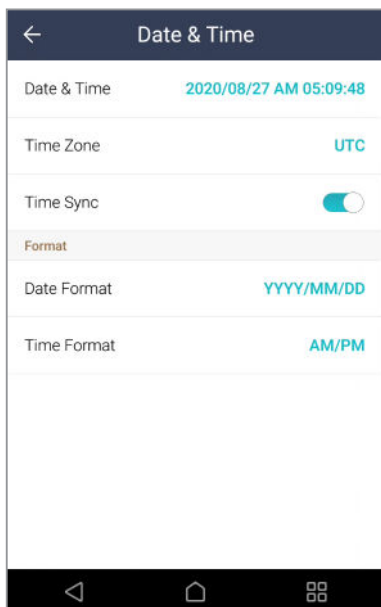 Date & Time
Date & Time 2020/08/27 AM 05:09:48
Time Zone UTC
Time Sync
Format
Date Format YYYY/MM/DD
Time Format AM/PM